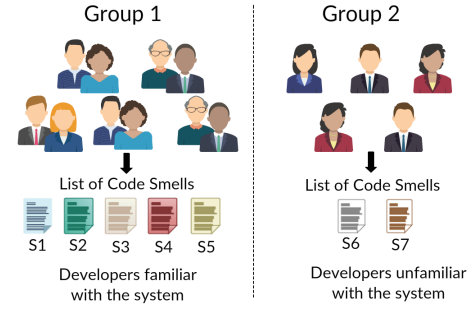 Group 1
List of Code Smells
S1 S2 S3 S4 S5
Developers familiar
with the system
Group 2
List of Code Smells
S6 S7
Developers unfamiliar
with the system